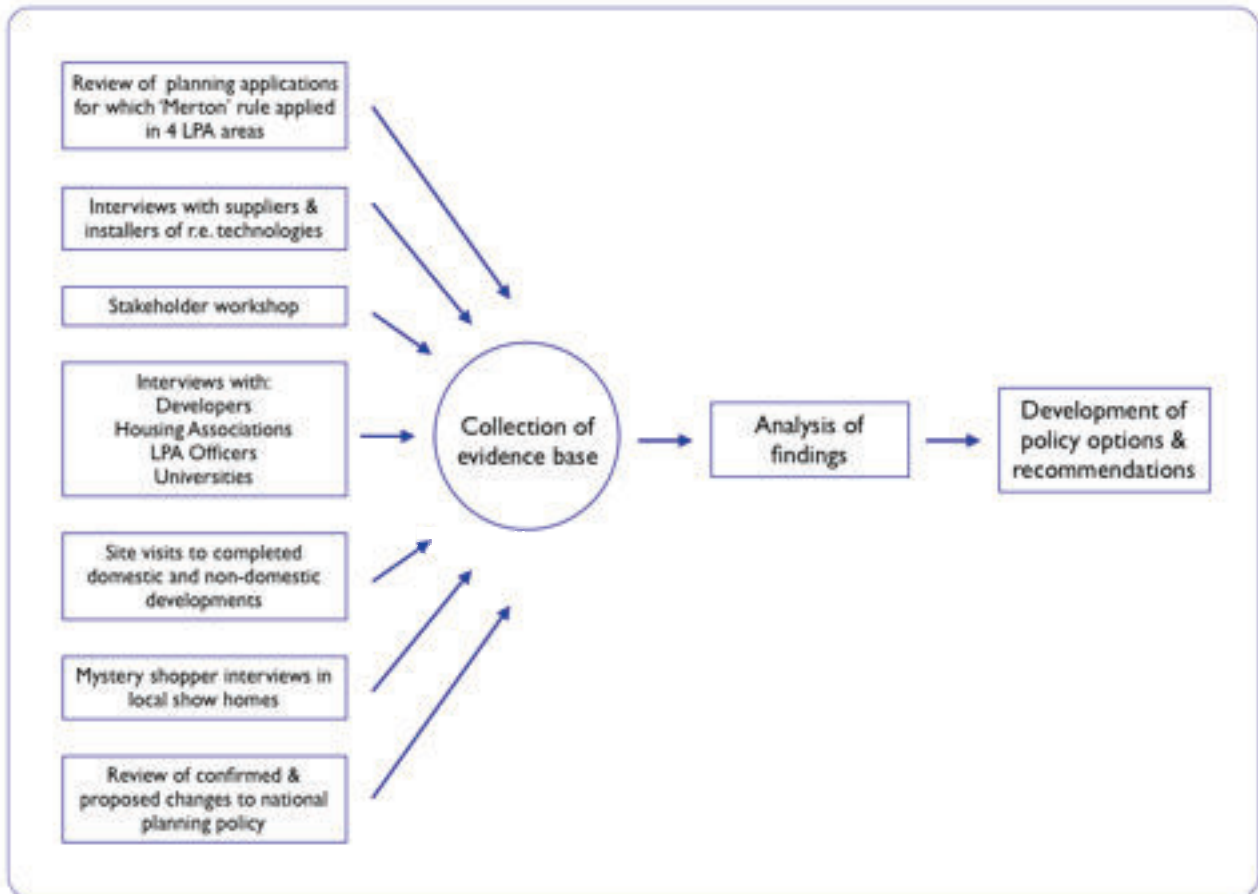 Review of planning applications
for which 'Merton' rule applied
in 4 LPA areas
Interviews with suppliers &
installers of r.e. technologies
Stakeholder workshop
Interviews with:
Developers
Housing Associations
LPA Officers
Universities
Site visits to completed
domestic and non-domestic
developments
Mystery shopper interviews in
local show homes
Review of confirmed &
proposed changes to national
planning policy
Collection of
evidence base
Analysis of
findings
Development of
policy options &
recommendations